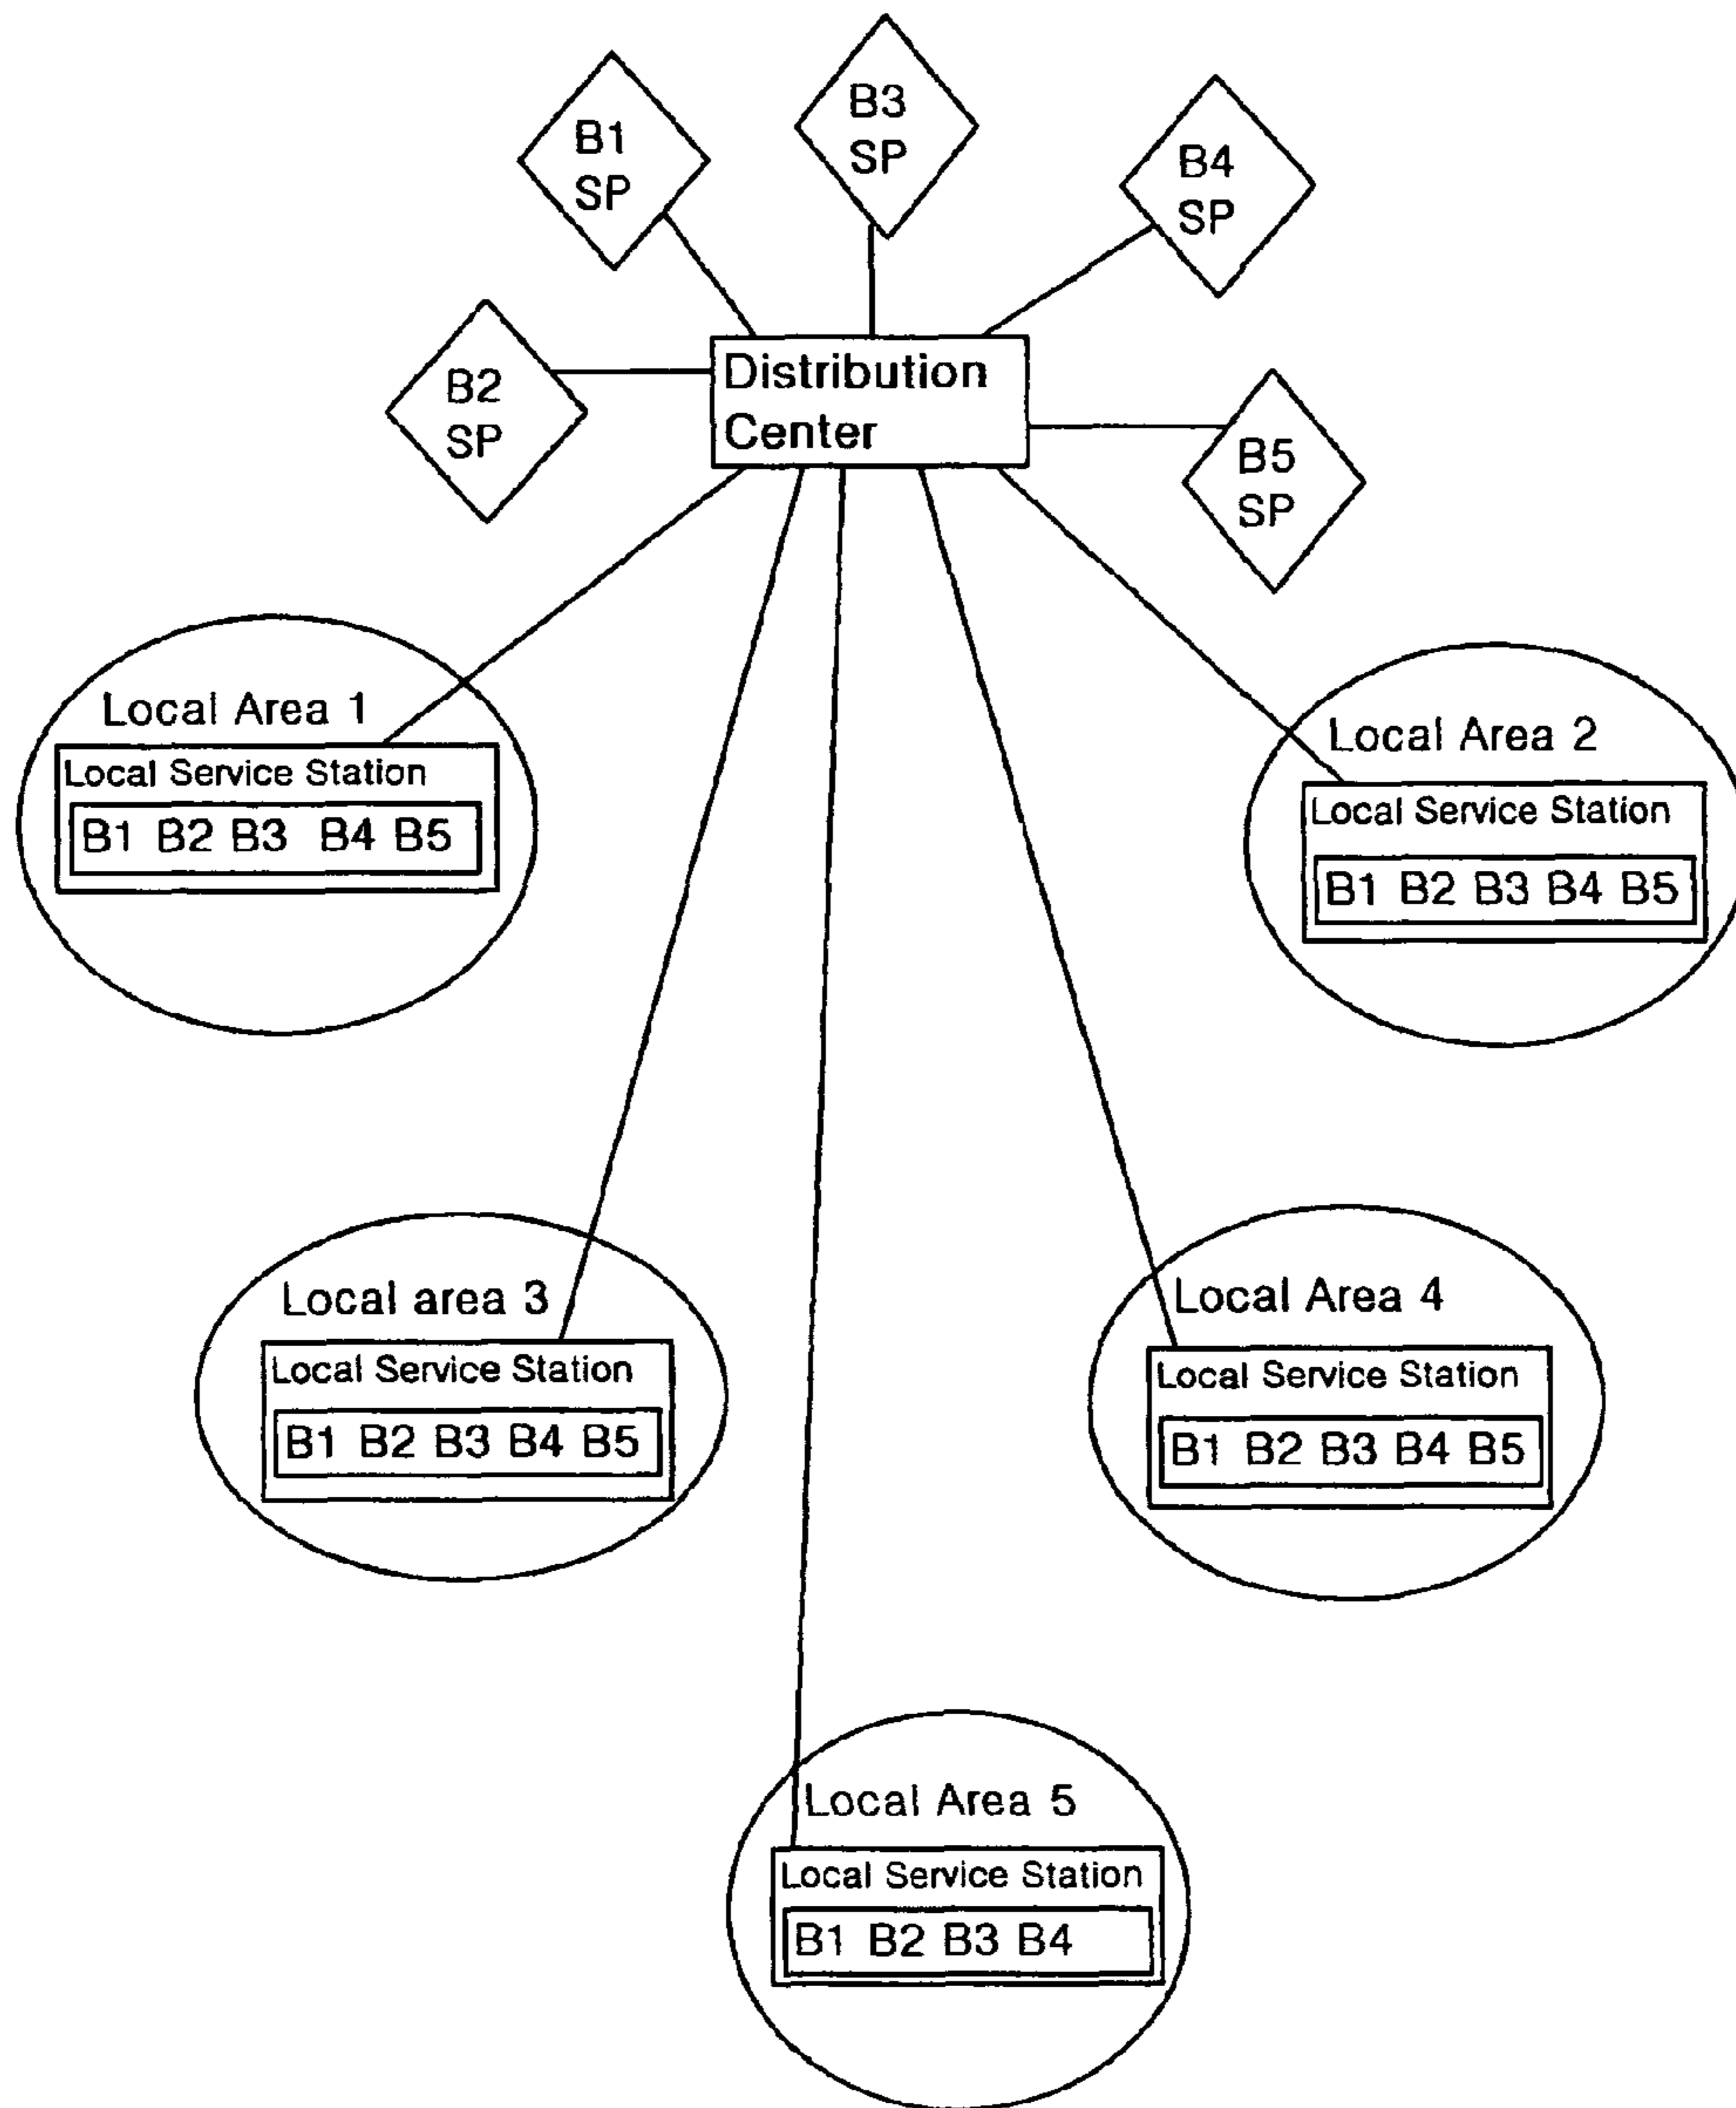 B3
SP
B1
SP
B4
SP
B2
SP
Distribution
Center
B5
SP
Local Area 1
Local Service Station
B1 B2 B3 B4 B5
Local Area 2
Local Service Station
B1 B2 B3 B4 B5
Local area 3
Local Service Station
B1 B2 B3 B4 B5
Local Area 4
Local Service Station
B1 B2 B3 B4 B5
Local Area 5
Local Service Station
B1 B2 B3 B4